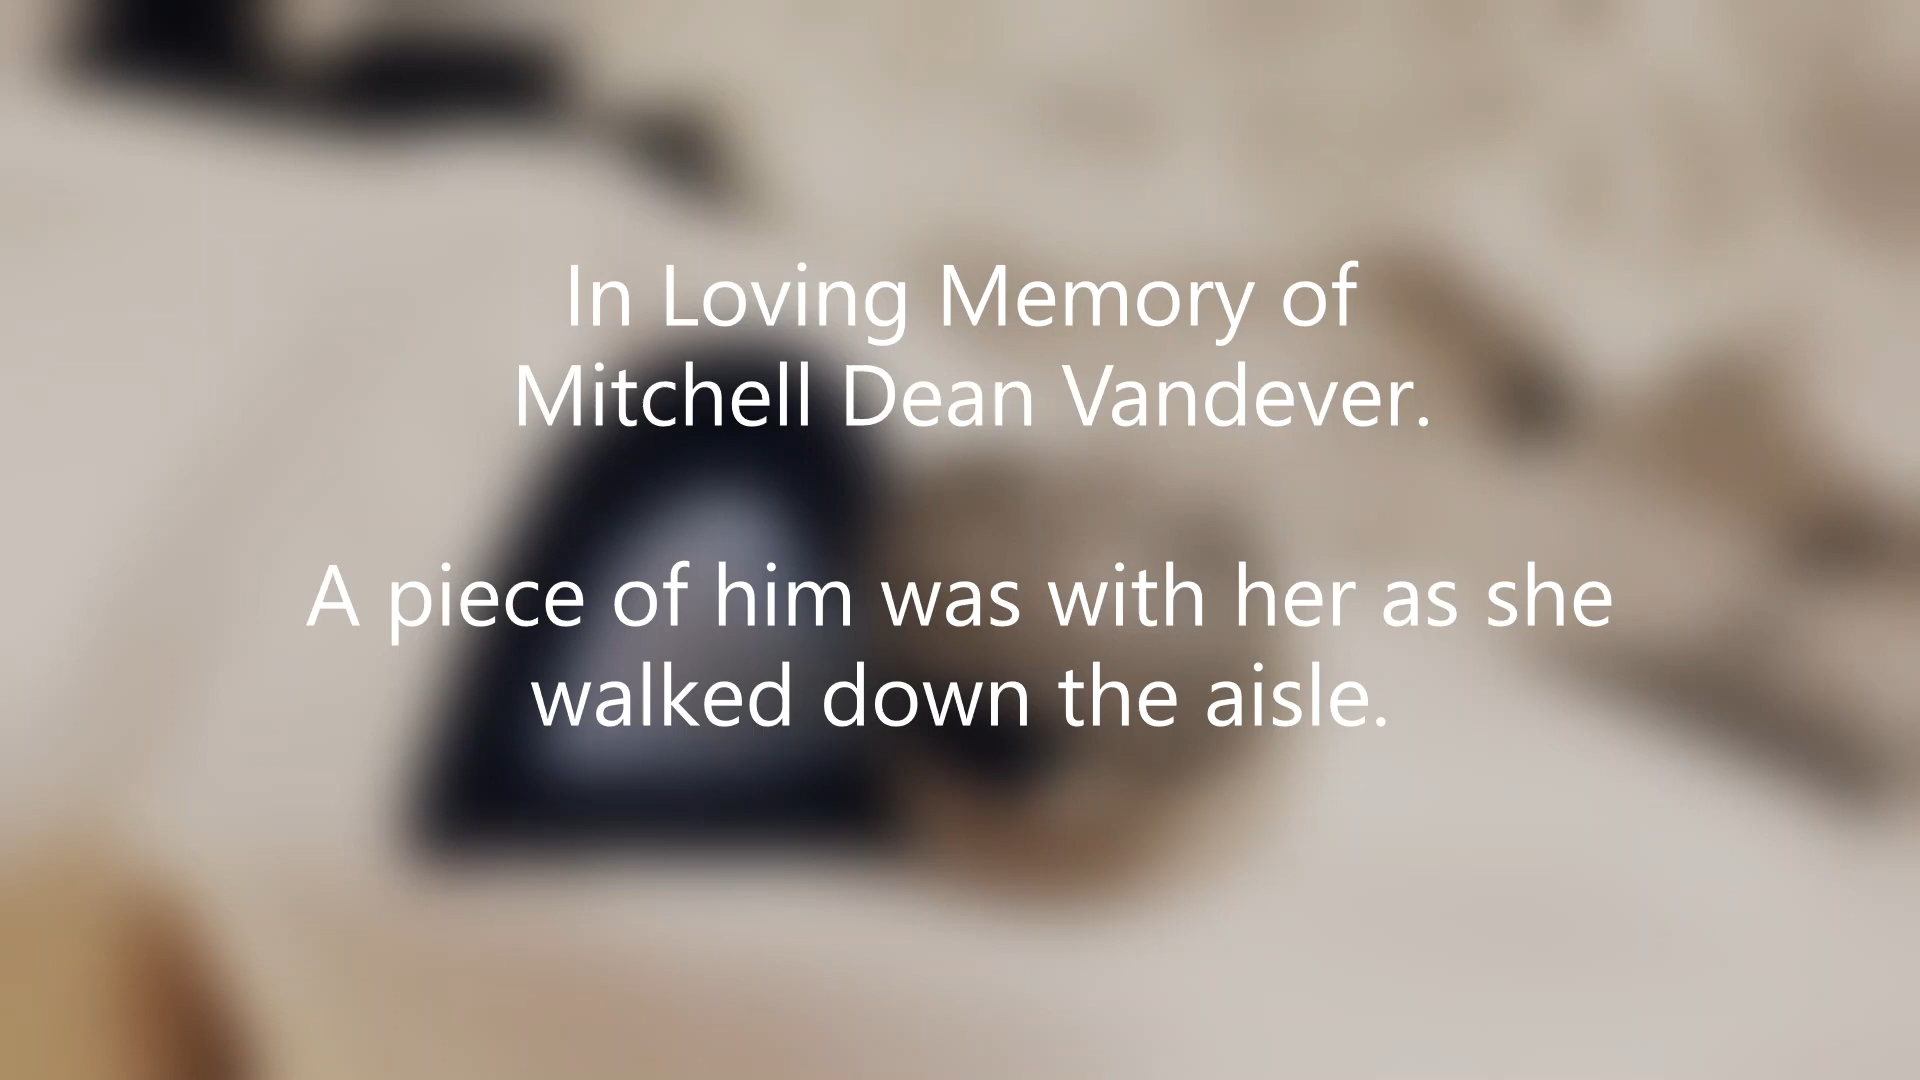 In Loving Memory of
Mitchell Dean Vandever.
A piece of him was with her as she
walked down the aisle.